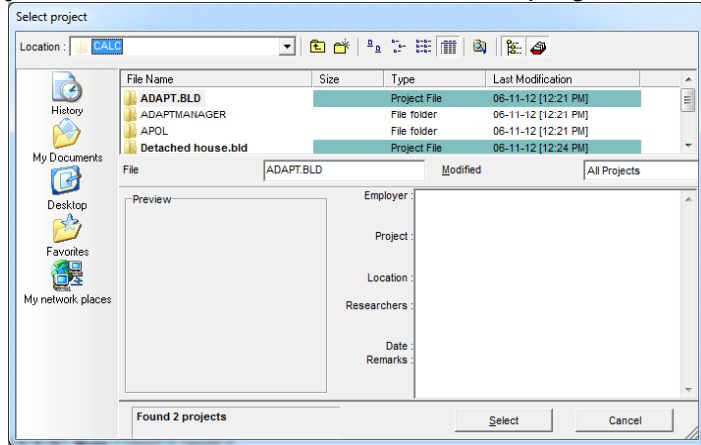 Select project
Location : CALC
File Name Size Type Last Modification
ADAPT.BLD Project File 06-11-12 [12:21 PM]
ADAPTMANAGER File folder 06-11-12 [12:21 PM]
APOL File folder 06-11-12 [12:21 PM]
Detached house.bld Project File 06-11-12 [12:24 PM]
History
My Documents
Desktop
Favorites
My network places
File ADAPT.BLD Modified All Projects
Preview
Employer :
Project :
Location :
Researchers :
Date :
Remarks :
Found 2 projects
Select Cancel